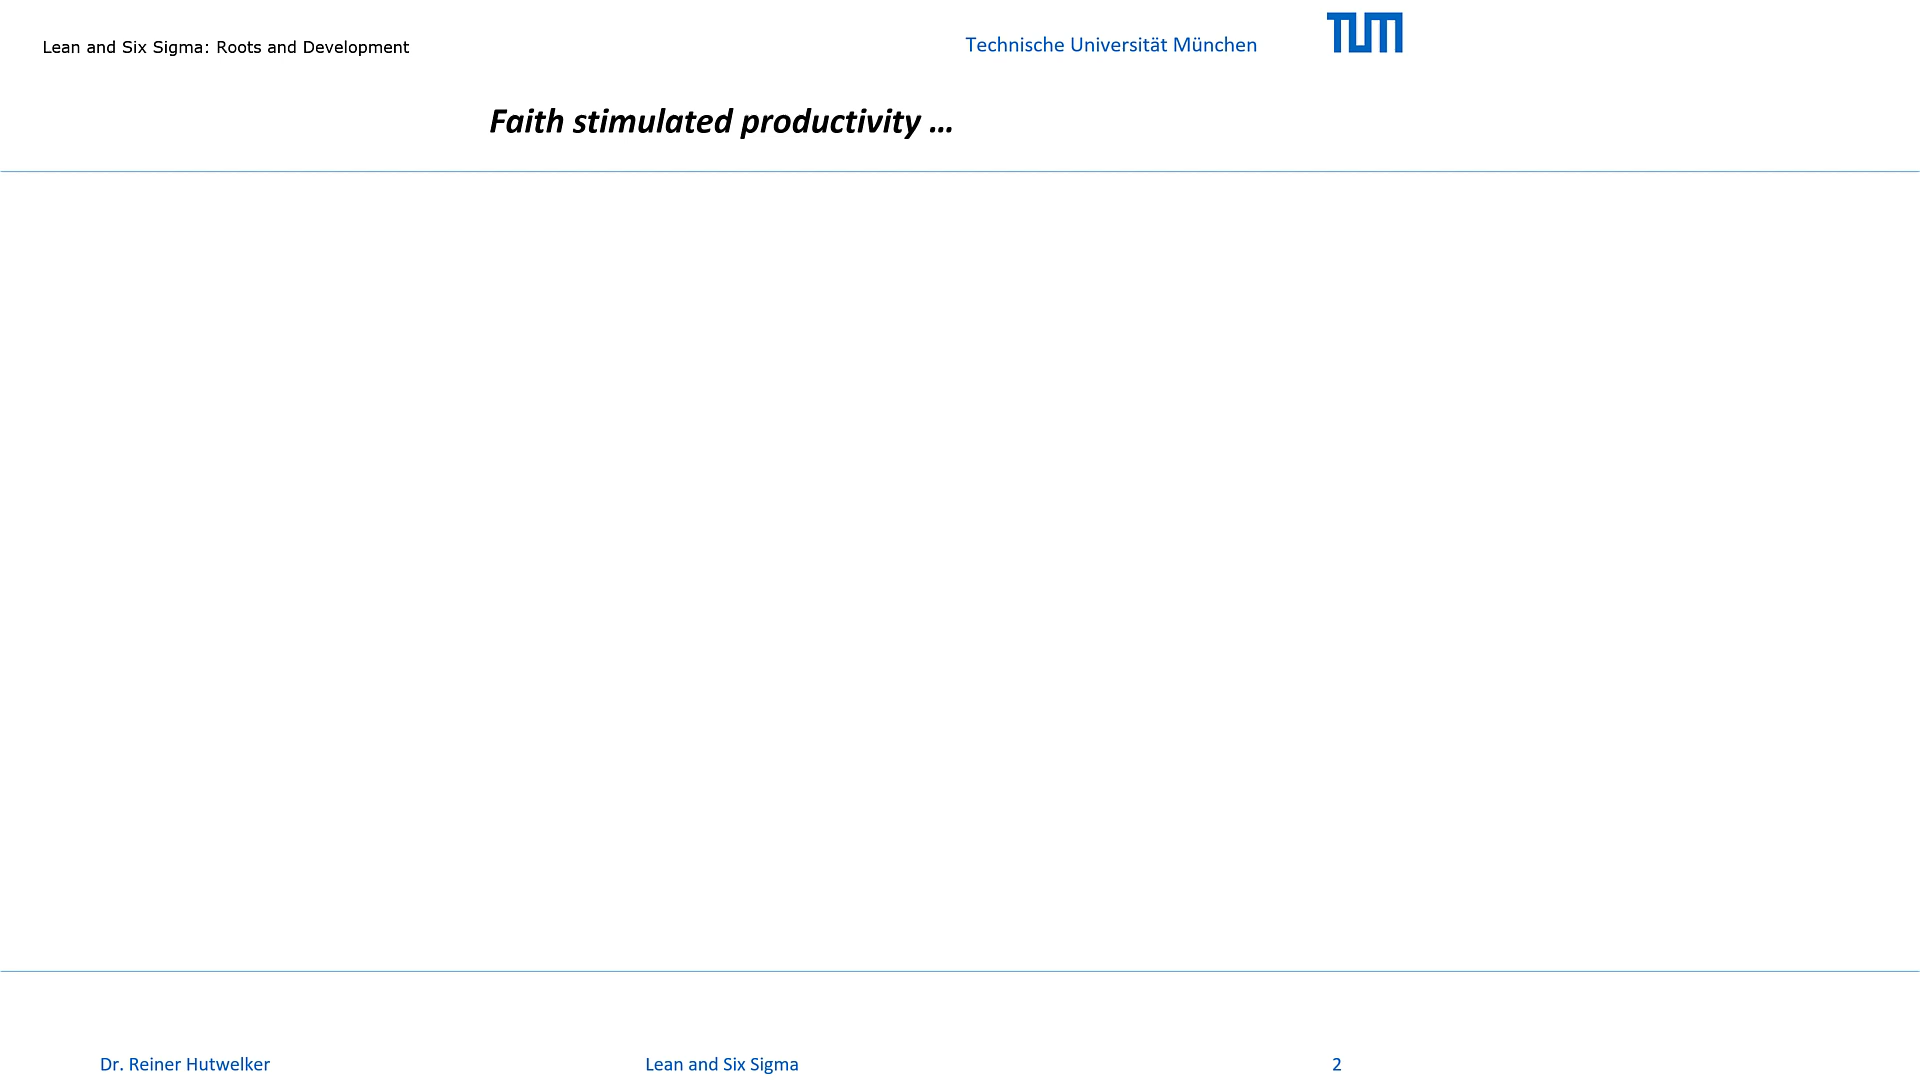 Lean and Six Sigma: Roots and Development
Technische Universität München
TUM
Faith stimulated productivity ...
Dr. Reiner Hutwelker
Lean and Six Sigma
2